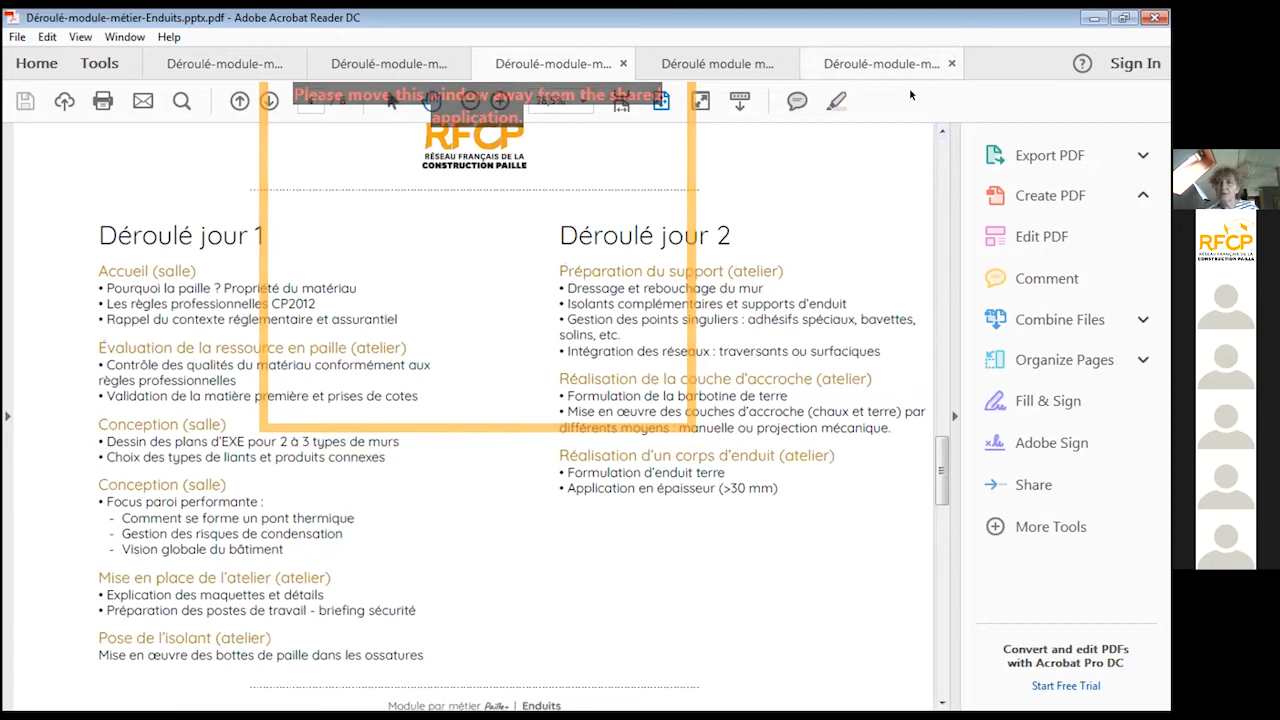 Déroulé-module-métier-Enduits.pptx.pdf - Adobe Acrobat Reader DC
File Edit View Window Help
Home Tools Déroulé-module-m... Déroulé-module-m... Déroulé-module-m... × Déroulé module m... Déroulé-module-m... × Sign In
Please move this window away from the shared
application.
RFCP
RÉSEAU FRANÇAIS DE LA
CONSTRUCTION PAILLE
Déroulé jour 1
Accueil (salle)
• Pourquoi la paille ? Propriété du matériau
• Les règles professionnelles CP2012
• Rappel du contexte réglementaire et assurantiel
Évaluation de la ressource en paille (atelier)
• Contrôle des qualités du matériau conformément aux
règles professionnelles
• Validation de la matière première et prises de cotes
Conception (salle)
• Dessin des plans d'EXE pour 2 à 3 types de murs
• Choix des types de liants et produits connexes
Conception (salle)
• Focus paroi performante :
- Comment se forme un pont thermique
- Gestion des risques de condensation
- Vision globale du bâtiment
Mise en place de l'atelier (atelier)
• Explication des maquettes et détails
• Préparation des postes de travail - briefing sécurité
Pose de l'isolant (atelier)
Mise en œuvre des bottes de paille dans les ossatures
Déroulé jour 2
Préparation du support (atelier)
• Dressage et rebouchage du mur
• Isolants complémentaires et supports d'enduit
• Gestion des points singuliers : adhésifs spéciaux, bavettes,
solins, etc.
• Intégration des réseaux : traversants ou surfaciques
Réalisation de la couche d'accroche (atelier)
• Formulation de la barbotine de terre
• Mise en œuvre des couches d'accroche (chaux et terre) par
différents moyens : manuelle ou projection mécanique.
Réalisation d'un corps d'enduit (atelier)
• Formulation d'enduit terre
• Application en épaisseur (>30 mm)
Module par métier Paille+ | Enduits
Export PDF
Create PDF
Edit PDF
Comment
Combine Files
Organize Pages
Fill & Sign
Adobe Sign
Share
More Tools
Convert and edit PDFs
with Acrobat Pro DC
Start Free Trial
RFCP
RÉSEAU FRANÇAIS DE LA
CONSTRUCTION PAILLE